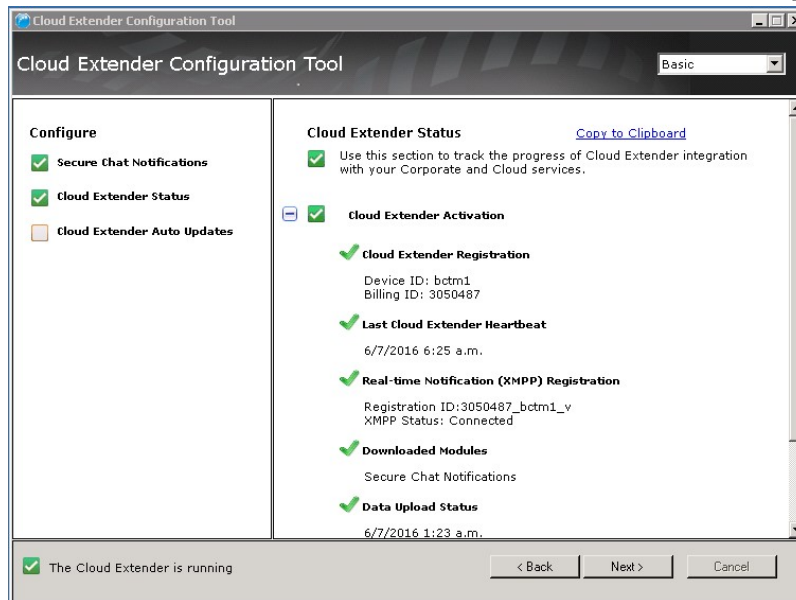 Cloud Extender Configuration Tool
Cloud Extender Configuration Tool
Basic
Configure
Secure Chat Notifications
Cloud Extender Status
Cloud Extender Auto Updates
Cloud Extender Status
Copy to Clipboard
Use this section to track the progress of Cloud Extender integration
with your Corporate and Cloud services.
Cloud Extender Activation
Cloud Extender Registration
Device ID: bctm1
Billing ID: 3050487
Last Cloud Extender Heartbeat
6/7/2016 6:25 a.m.
Real-time Notification (XMPP) Registration
Registration ID:3050487_bctm1_v
XMPP Status: Connected
Downloaded Modules
Secure Chat Notifications
Data Upload Status
6/7/2016 1:23 a.m.
The Cloud Extender is running
< Back
Next >
Cancel